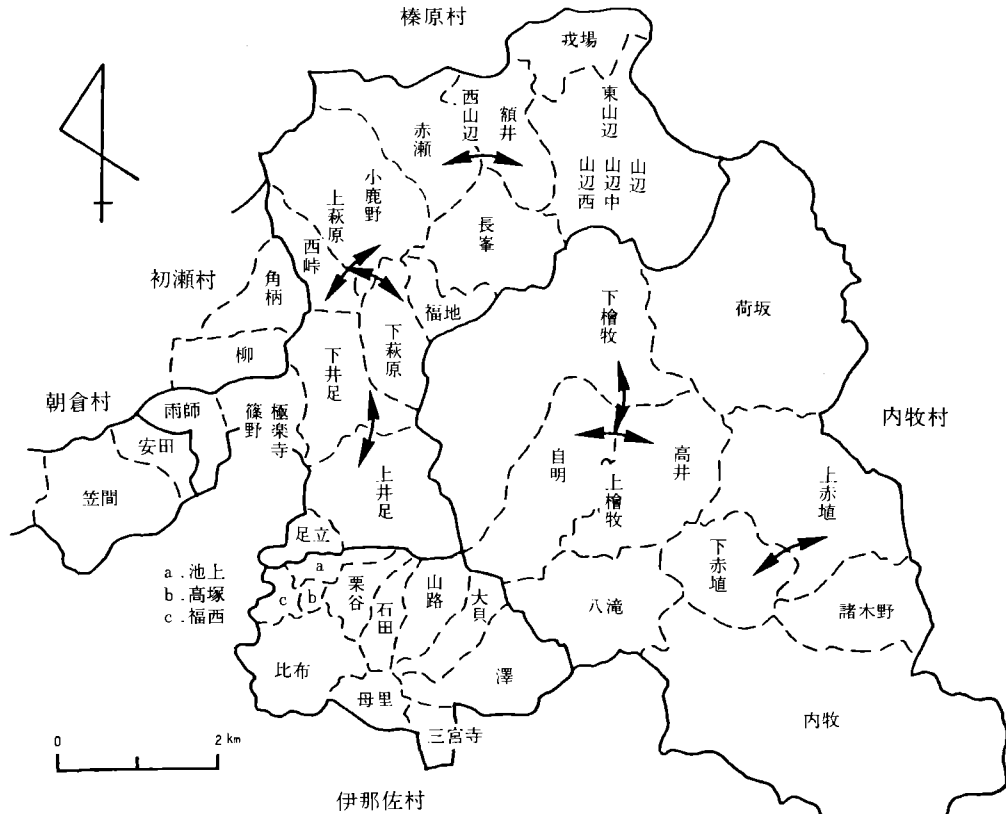 榛原村
戎場
東山辺
山辺
山辺中
山辺西
額井
西山辺
赤瀬
小鹿野
上萩原
西峠
長峯
福地
下萩原
初瀬村
角柄
柳
下井足
朝倉村
雨師
安田
笠間
篠野
極楽寺
上井足
足立
荷坂
下檜牧
内牧村
自明
上檜牧
高井
上赤埴
下赤埴
諸木野
八滝
内牧
a.池上
b.高塚
c.福西
a
b
c
栗谷
石田
山路
大貝
澤
比布
母里
三宮寺
0
2 km
伊那佐村